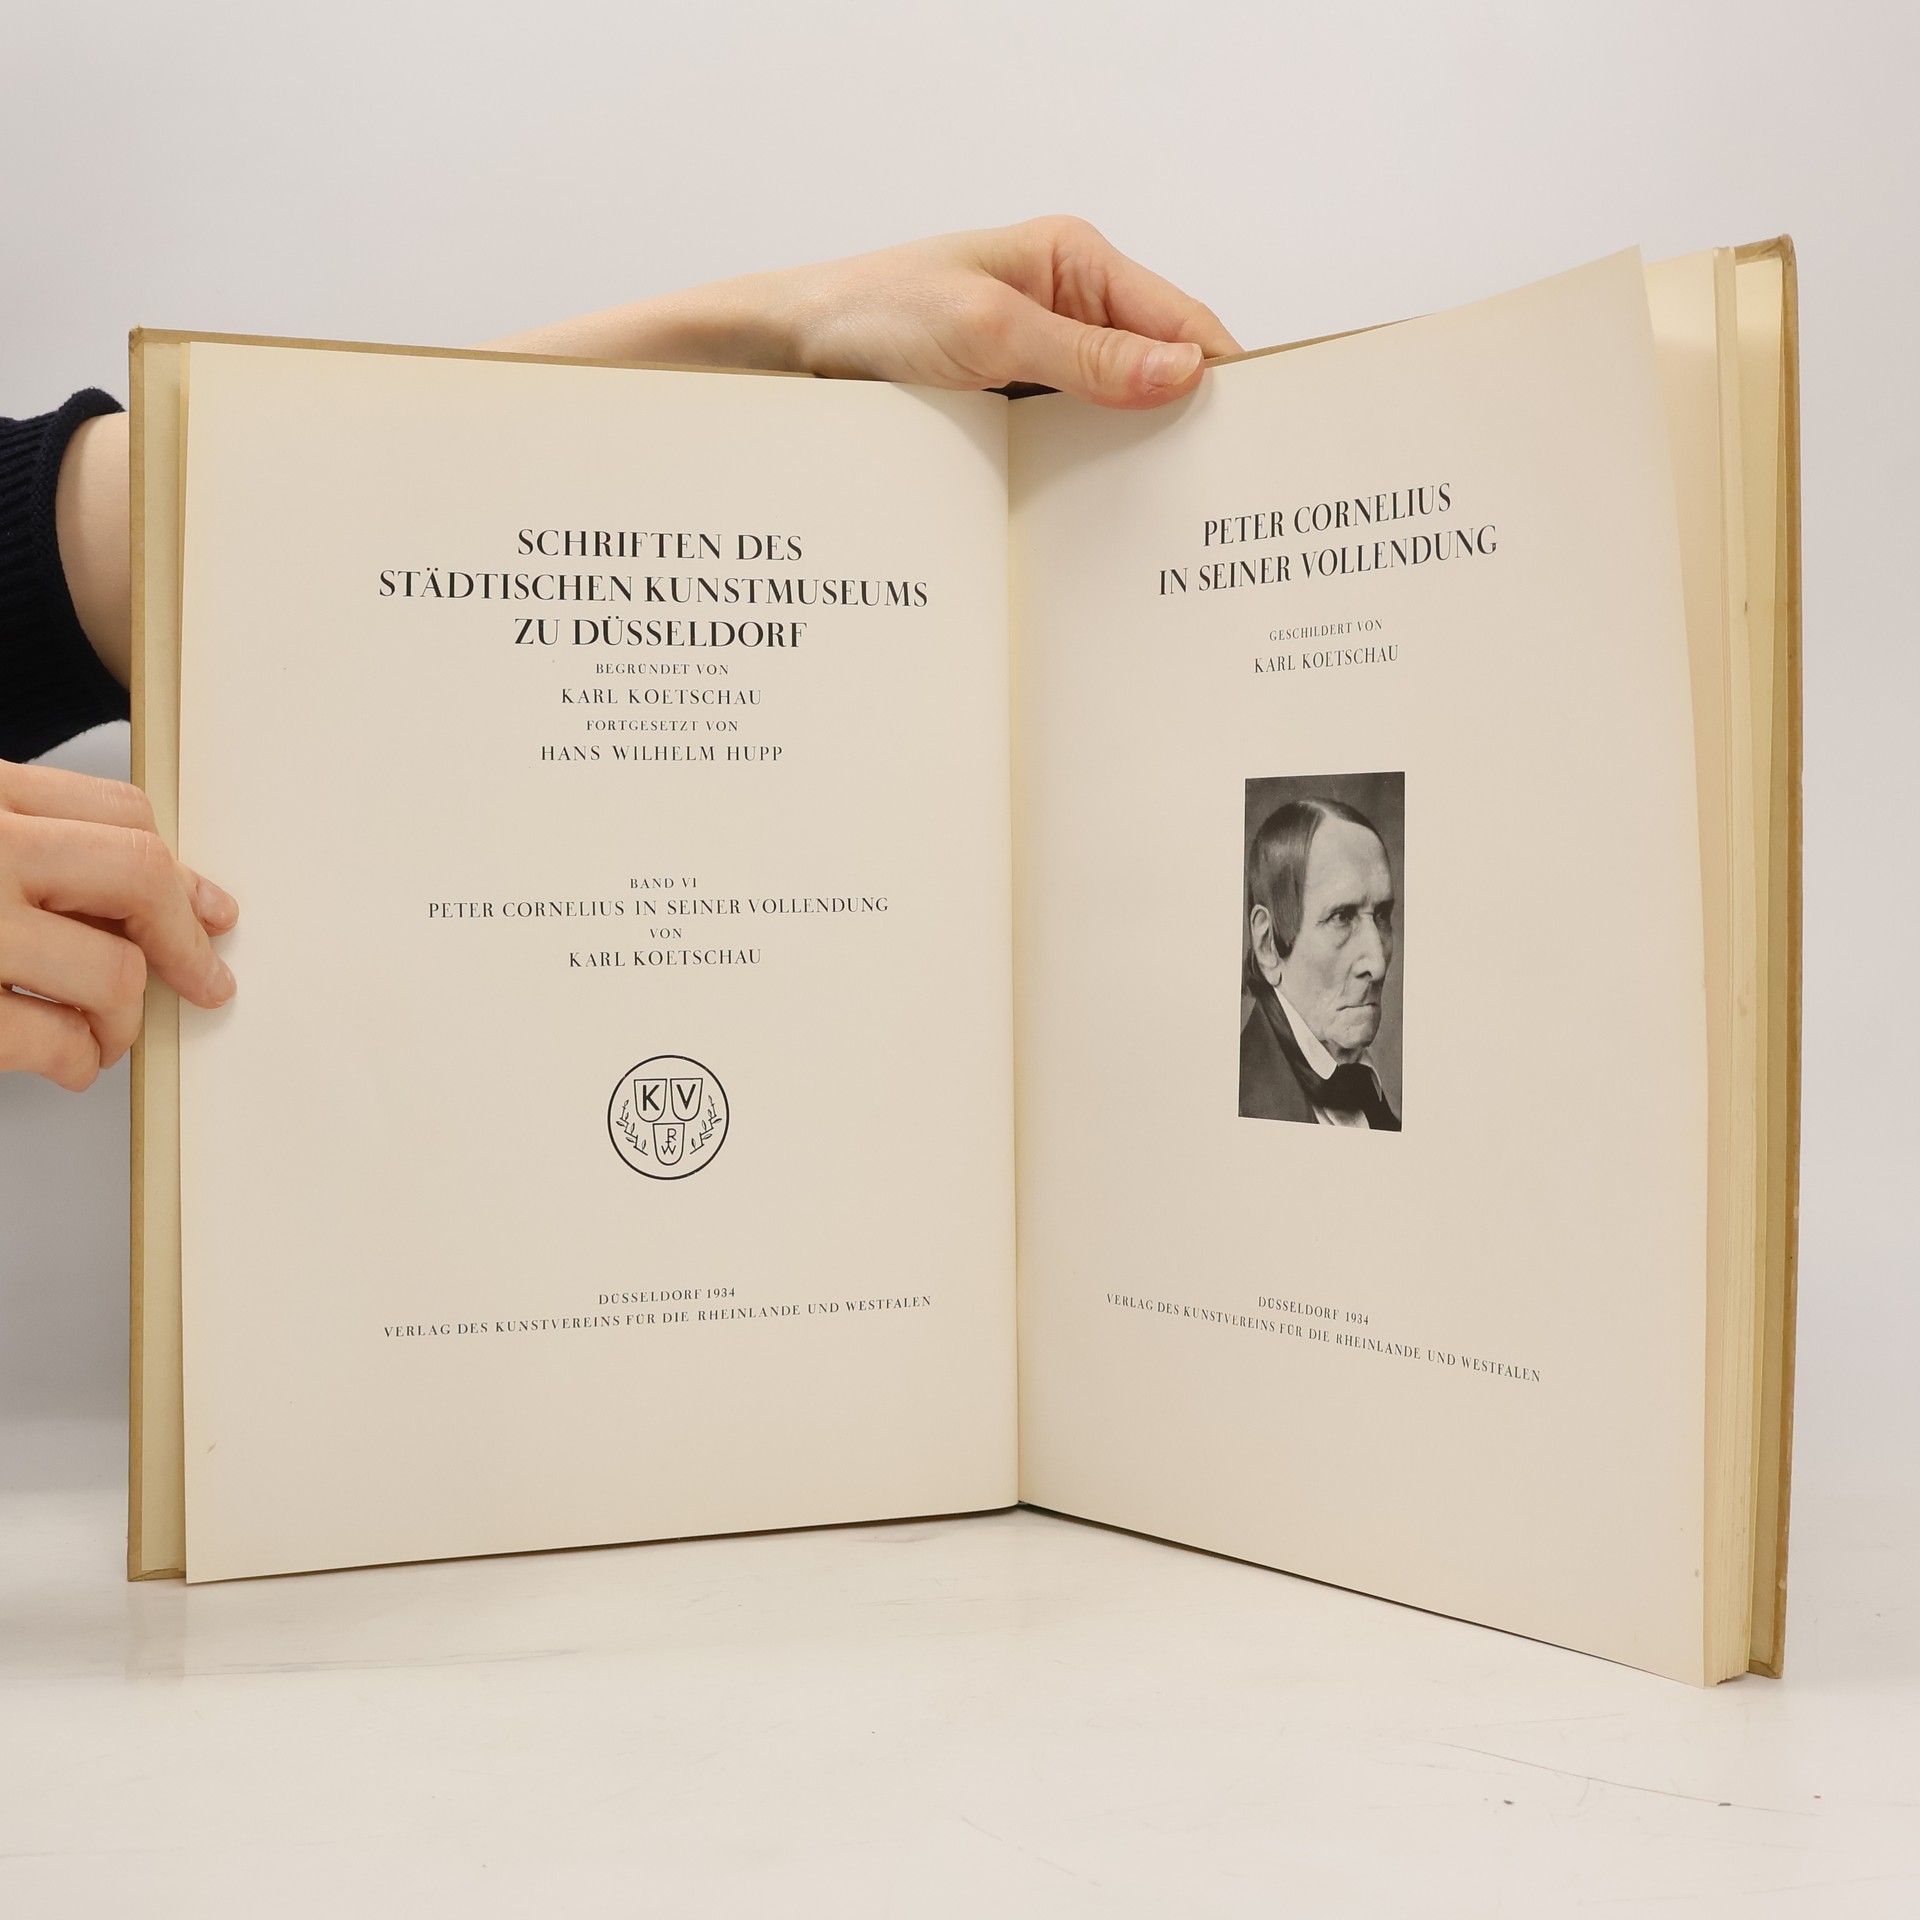 SCHRIFTEN DES
STÄDTISCHEN KUNSTMUSEUMS
ZU DÜSSELDORF
BEGRÜNDET VON
KARL KOETSCHAU
FORTGESETZT VON
HANS WILHELM HUPP
BAND VI
PETER CORNELIUS IN SEINER VOLLENDUNG
VON
KARL KOETSCHAU
K V
R F W
DÜSSELDORF 1934
VERLAG DES KUNSTVEREINS FÜR DIE RHEINLANDE UND WESTFALEN
PETER CORNELIUS
IN SEINER VOLLENDUNG
GESCHILDERT VON
KARL KOETSCHAU
DÜSSELDORF 1934
VERLAG DES KUNSTVEREINS FÜR DIE RHEINLANDE UND WESTFALEN